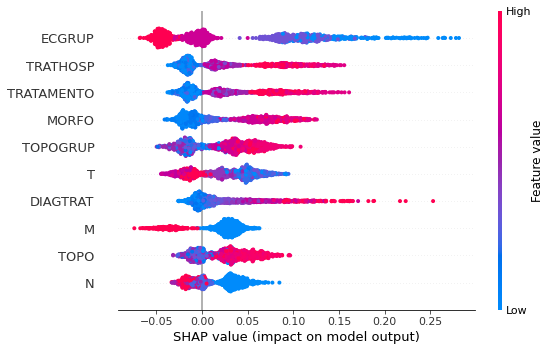 High
ECGRUP
TRATHOSP
TRATAMENTO
MORFO
TOPOGRUP
T
DIAGTRAT
M
TOPO
N
Feature value
Low
−0.05 0.00 0.05 0.10 0.15 0.20 0.25
SHAP value (impact on model output)